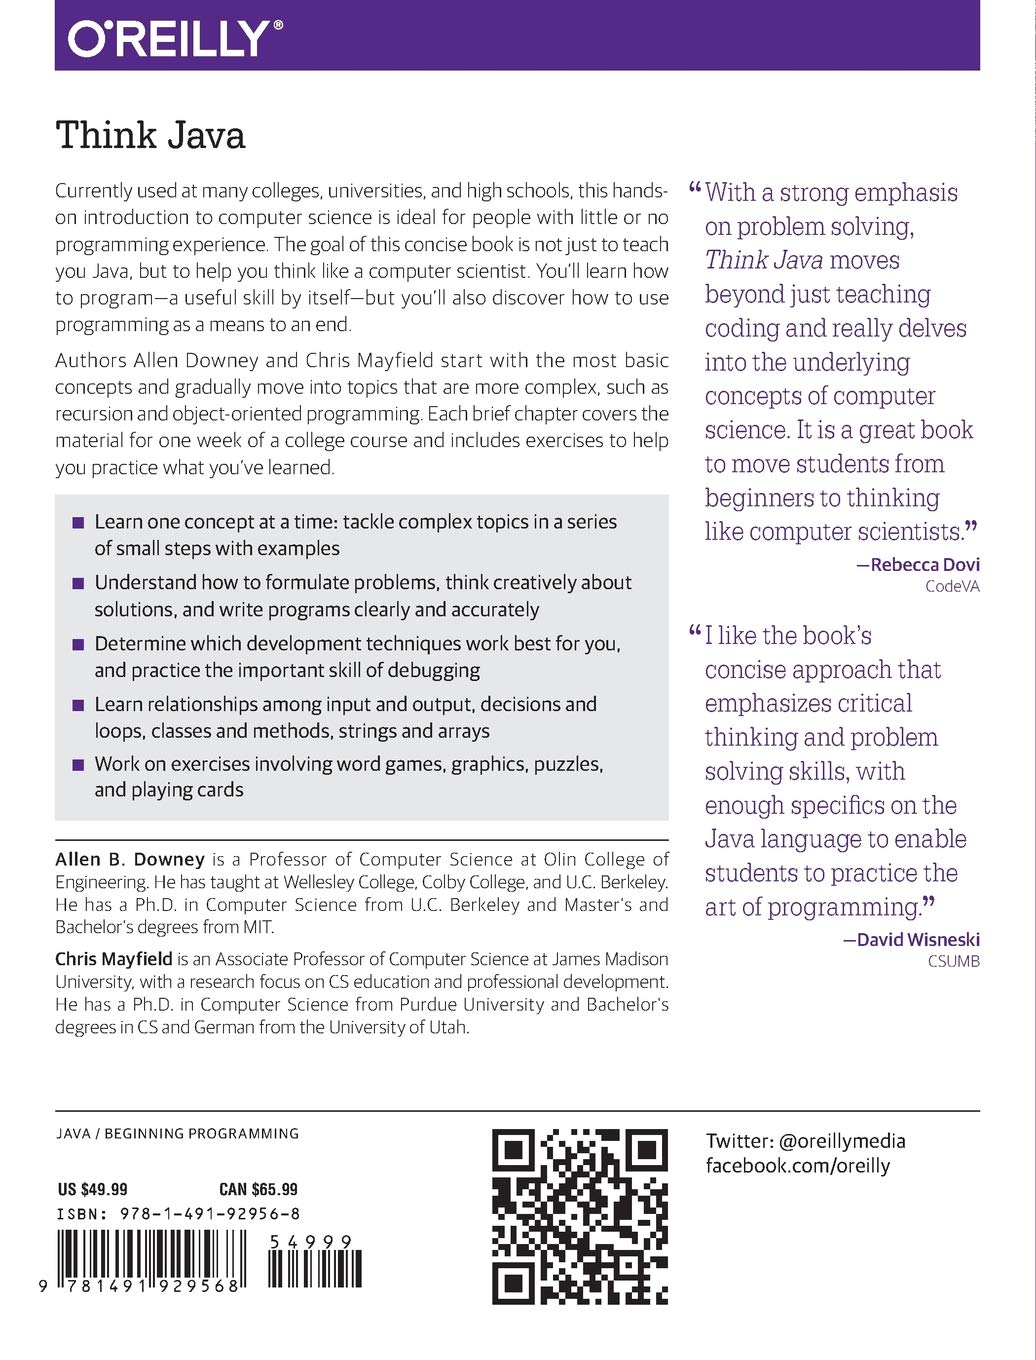 O'REILLY®
Think Java
Currently used at many colleges, universities, and high schools, this hands-
on introduction to computer science is ideal for people with little or no
programming experience. The goal of this concise book is not just to teach
you Java, but to help you think like a computer scientist. You'll learn how
to program—a useful skill by itself—but you'll also discover how to use
programming as a means to an end.
Authors Allen Downey and Chris Mayfield start with the most basic
concepts and gradually move into topics that are more complex, such as
recursion and object-oriented programming. Each brief chapter covers the
material for one week of a college course and includes exercises to help
you practice what you've learned.
■ Learn one concept at a time: tackle complex topics in a series
of small steps with examples
■ Understand how to formulate problems, think creatively about
solutions, and write programs clearly and accurately
■ Determine which development techniques work best for you,
and practice the important skill of debugging
■ Learn relationships among input and output, decisions and
loops, classes and methods, strings and arrays
■ Work on exercises involving word games, graphics, puzzles,
and playing cards
Allen B. Downey is a Professor of Computer Science at Olin College of
Engineering. He has taught at Wellesley College, Colby College, and U.C. Berkeley.
He has a Ph.D. in Computer Science from U.C. Berkeley and Master's and
Bachelor's degrees from MIT.
Chris Mayfield is an Associate Professor of Computer Science at James Madison
University, with a research focus on CS education and professional development.
He has a Ph.D. in Computer Science from Purdue University and Bachelor's
degrees in CS and German from the University of Utah.
“With a strong emphasis
on problem solving,
Think Java moves
beyond just teaching
coding and really delves
into the underlying
concepts of computer
science. It is a great book
to move students from
beginners to thinking
like computer scientists.”
—Rebecca Dovi
CodeVA
“I like the book's
concise approach that
emphasizes critical
thinking and problem
solving skills, with
enough specifics on the
Java language to enable
students to practice the
art of programming.”
—David Wisneski
CSUMB
JAVA / BEGINNING PROGRAMMING
US $49.99 CAN $65.99
ISBN: 978-1-491-92956-8
54999
9 781491 929568
Twitter: @oreillymedia
facebook.com/oreilly